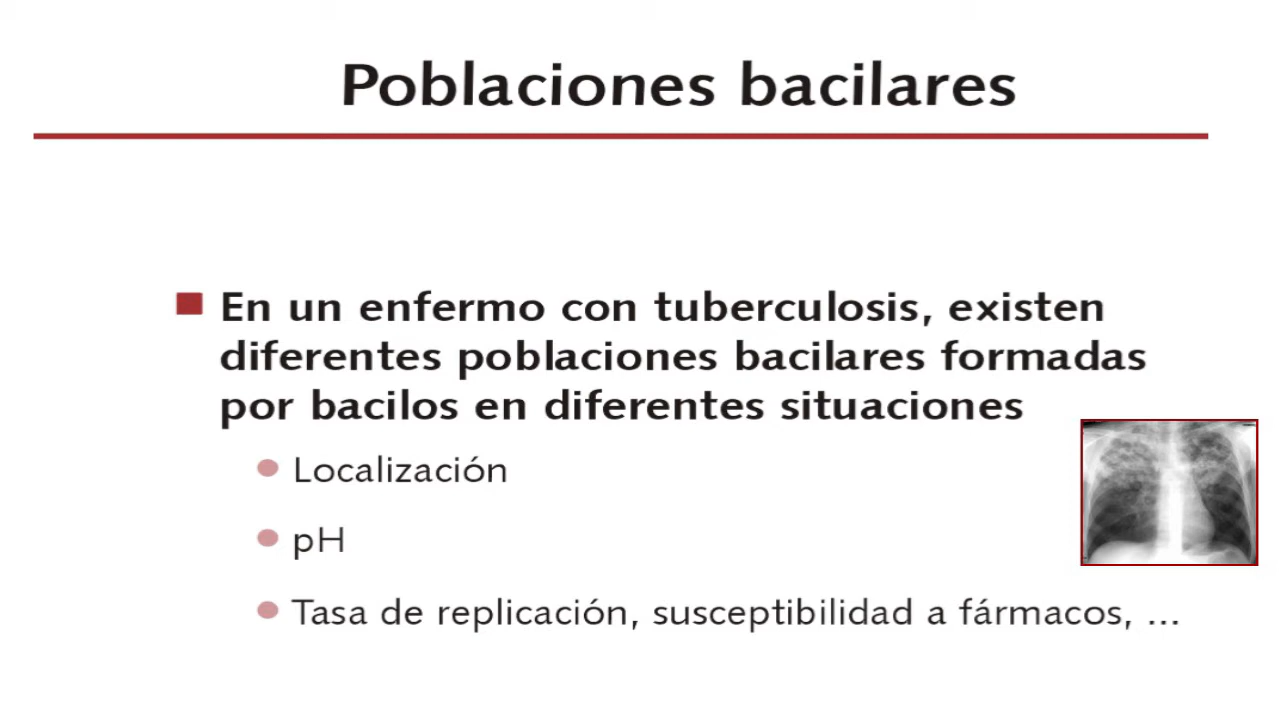 Poblaciones bacilares
En un enfermo con tuberculosis, existen
diferentes poblaciones bacilares formadas
por bacilos en diferentes situaciones
Localización
pH
Tasa de replicación, susceptibilidad a fármacos, ...